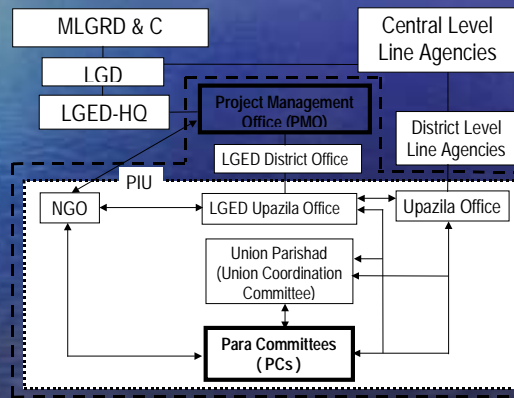 MLGRD & C
Central Level
Line Agencies
LGD
LGED-HQ
Project Management
Office (PMO)
District Level
Line Agencies
LGED District Office
PIU
NGO
LGED Upazila Office
Upazila Office
Union Parishad
(Union Coordination
Committee)
Para Committees
( PCs)